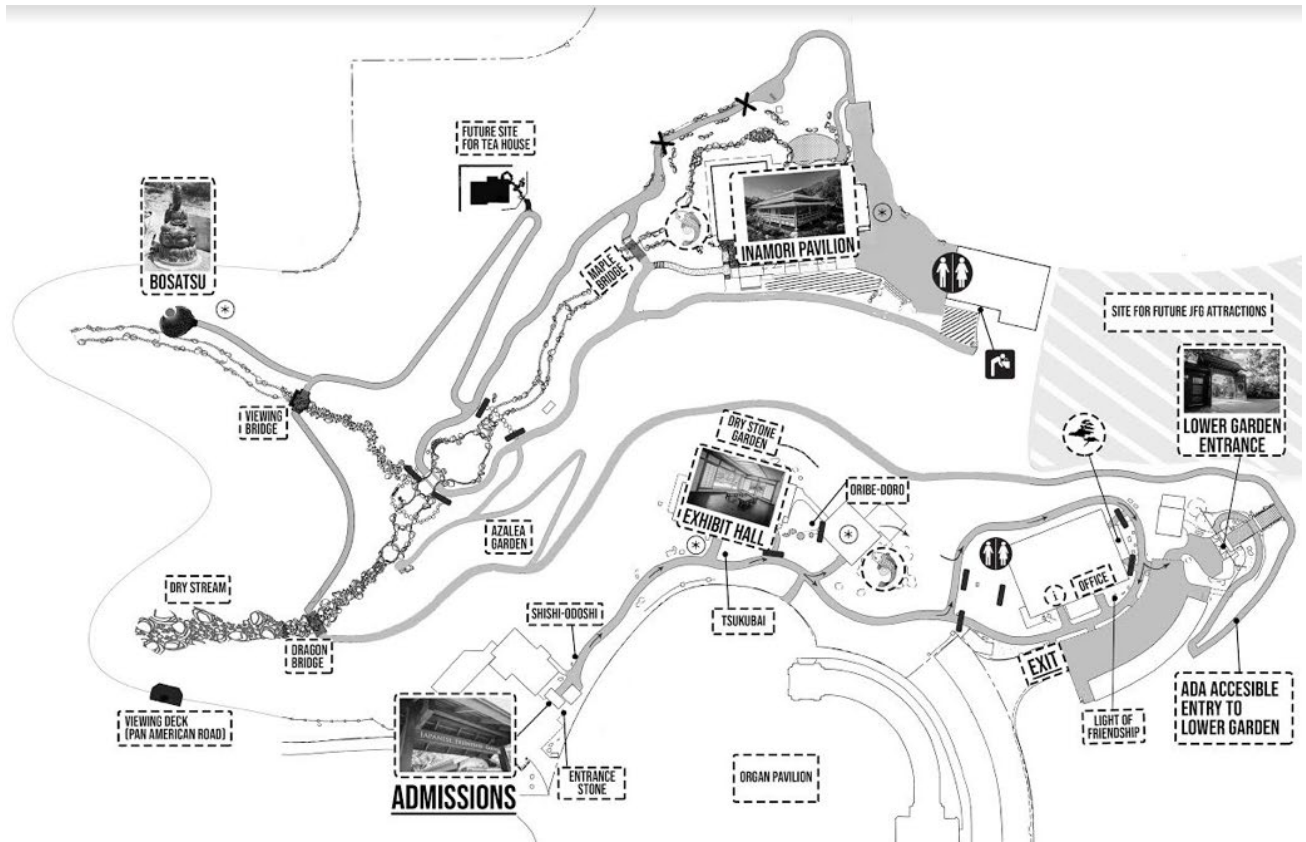 FUTURE SITE
FOR TEA HOUSE
BOSATSU
MAPLE
BRIDGE
INAMORI PAVILION
SITE FOR FUTURE JFG ATTRACTIONS
LOWER GARDEN
ENTRANCE
VIEWING
BRIDGE
DRY STONE
GARDEN
EXHIBIT HALL
ORIBE-DORO
AZALEA
GARDEN
DRY STREAM
DRAGON
BRIDGE
SHISHI-ODOSHI
TSUKUBAI
i
OFFICE
EXIT
LIGHT OF
FRIENDSHIP
ADA ACCESIBLE
ENTRY TO
LOWER GARDEN
VIEWING DECK
(PAN AMERICAN ROAD)
JAPANESE FRIENDSHIP
ADMISSIONS
ENTRANCE
STONE
ORGAN PAVILION